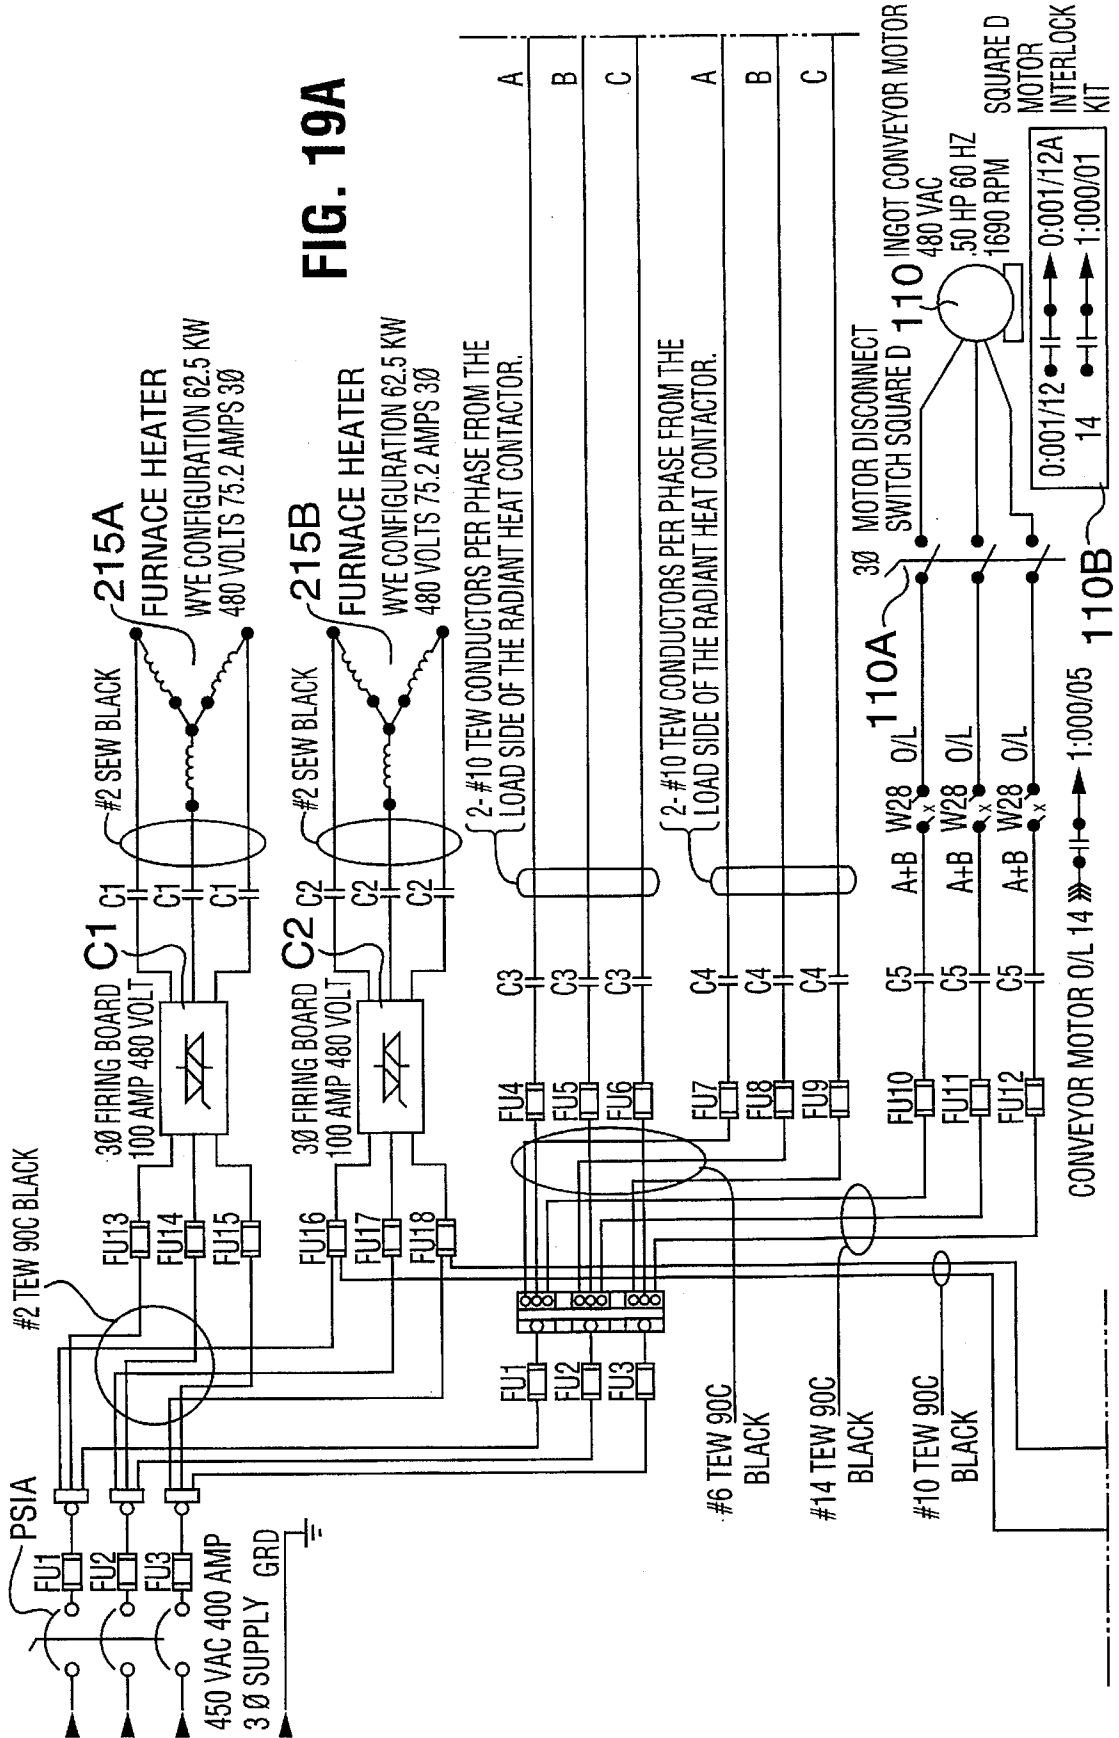 FIG. 19A
PSIA
FU1
FU2
FU3
450 VAC 400 AMP
3 Ø SUPPLY
GRD
#2 TEW 90C BLACK
FU13
FU14
FU15
3Ø FIRING BOARD
100 AMP 480 VOLT
C1
C1
C1
C1
#2 SEW BLACK
215A
FURNACE HEATER
WYE CONFIGURATION 62.5 KW
480 VOLTS 75.2 AMPS 3Ø
FU16
FU17
FU18
3Ø FIRING BOARD
100 AMP 480 VOLT
C2
C2
C2
C2
#2 SEW BLACK
215B
FURNACE HEATER
WYE CONFIGURATION 62.5 KW
480 VOLTS 75.2 AMPS 3Ø
FU1
FU2
FU3
FU4
FU5
FU6
C3
C3
C3
2- #10 TEW CONDUCTORS PER PHASE FROM THE
LOAD SIDE OF THE RADIANT HEAT CONTACTOR.
A
B
C
FU7
FU8
FU9
C4
C4
C4
2- #10 TEW CONDUCTORS PER PHASE FROM THE
LOAD SIDE OF THE RADIANT HEAT CONTACTOR.
A
B
C
#6 TEW 90C
BLACK
#14 TEW 90C
BLACK
#10 TEW 90C
BLACK
FU10
FU11
FU12
C5
C5
C5
A+B W28 O/L
A+B W28 O/L
A+B W28 O/L
x
x
x
110A
3Ø MOTOR DISCONNECT
SWITCH SQUARE D
110
INGOT CONVEYOR MOTOR
480 VAC
.50 HP 60 HZ
1690 RPM
CONVEYOR MOTOR O/L 14
1:000/05
110B
0:001/12
0:001/12A
14
1:000/01
SQUARE D
MOTOR
INTERLOCK
KIT